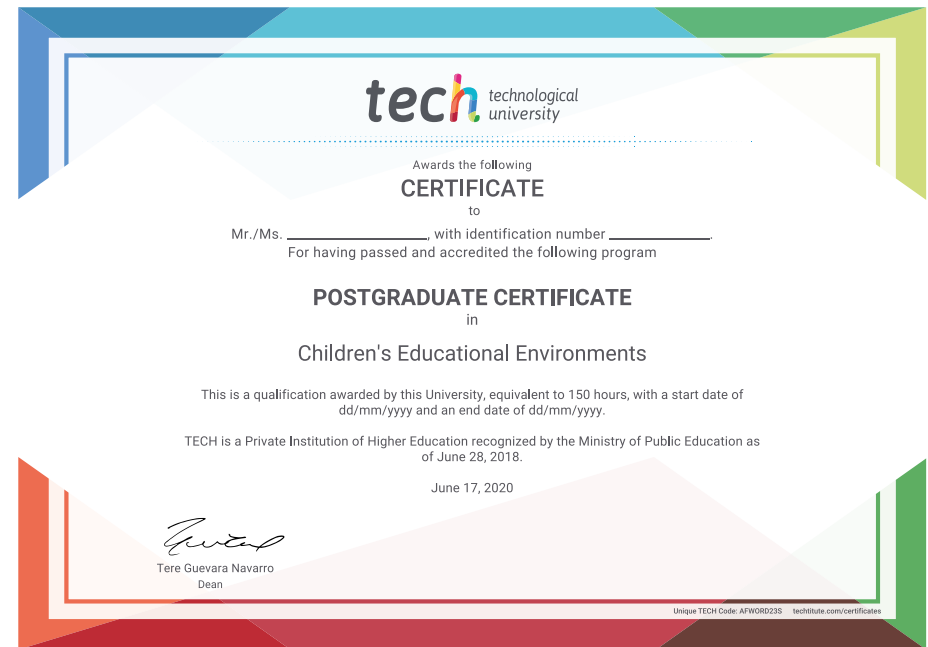 tech technological
university
Awards the following
CERTIFICATE
to
Mr./Ms. ____________________, with identification number ______________.
For having passed and accredited the following program
POSTGRADUATE CERTIFICATE
in
Children's Educational Environments
This is a qualification awarded by this University, equivalent to 150 hours, with a start date of
dd/mm/yyyy and an end date of dd/mm/yyyy.
TECH is a Private Institution of Higher Education recognized by the Ministry of Public Education as
of June 28, 2018.
June 17, 2020
Tere Guevara Navarro
Dean
Unique TECH Code: AFWORD23S techtitute.com/certificates